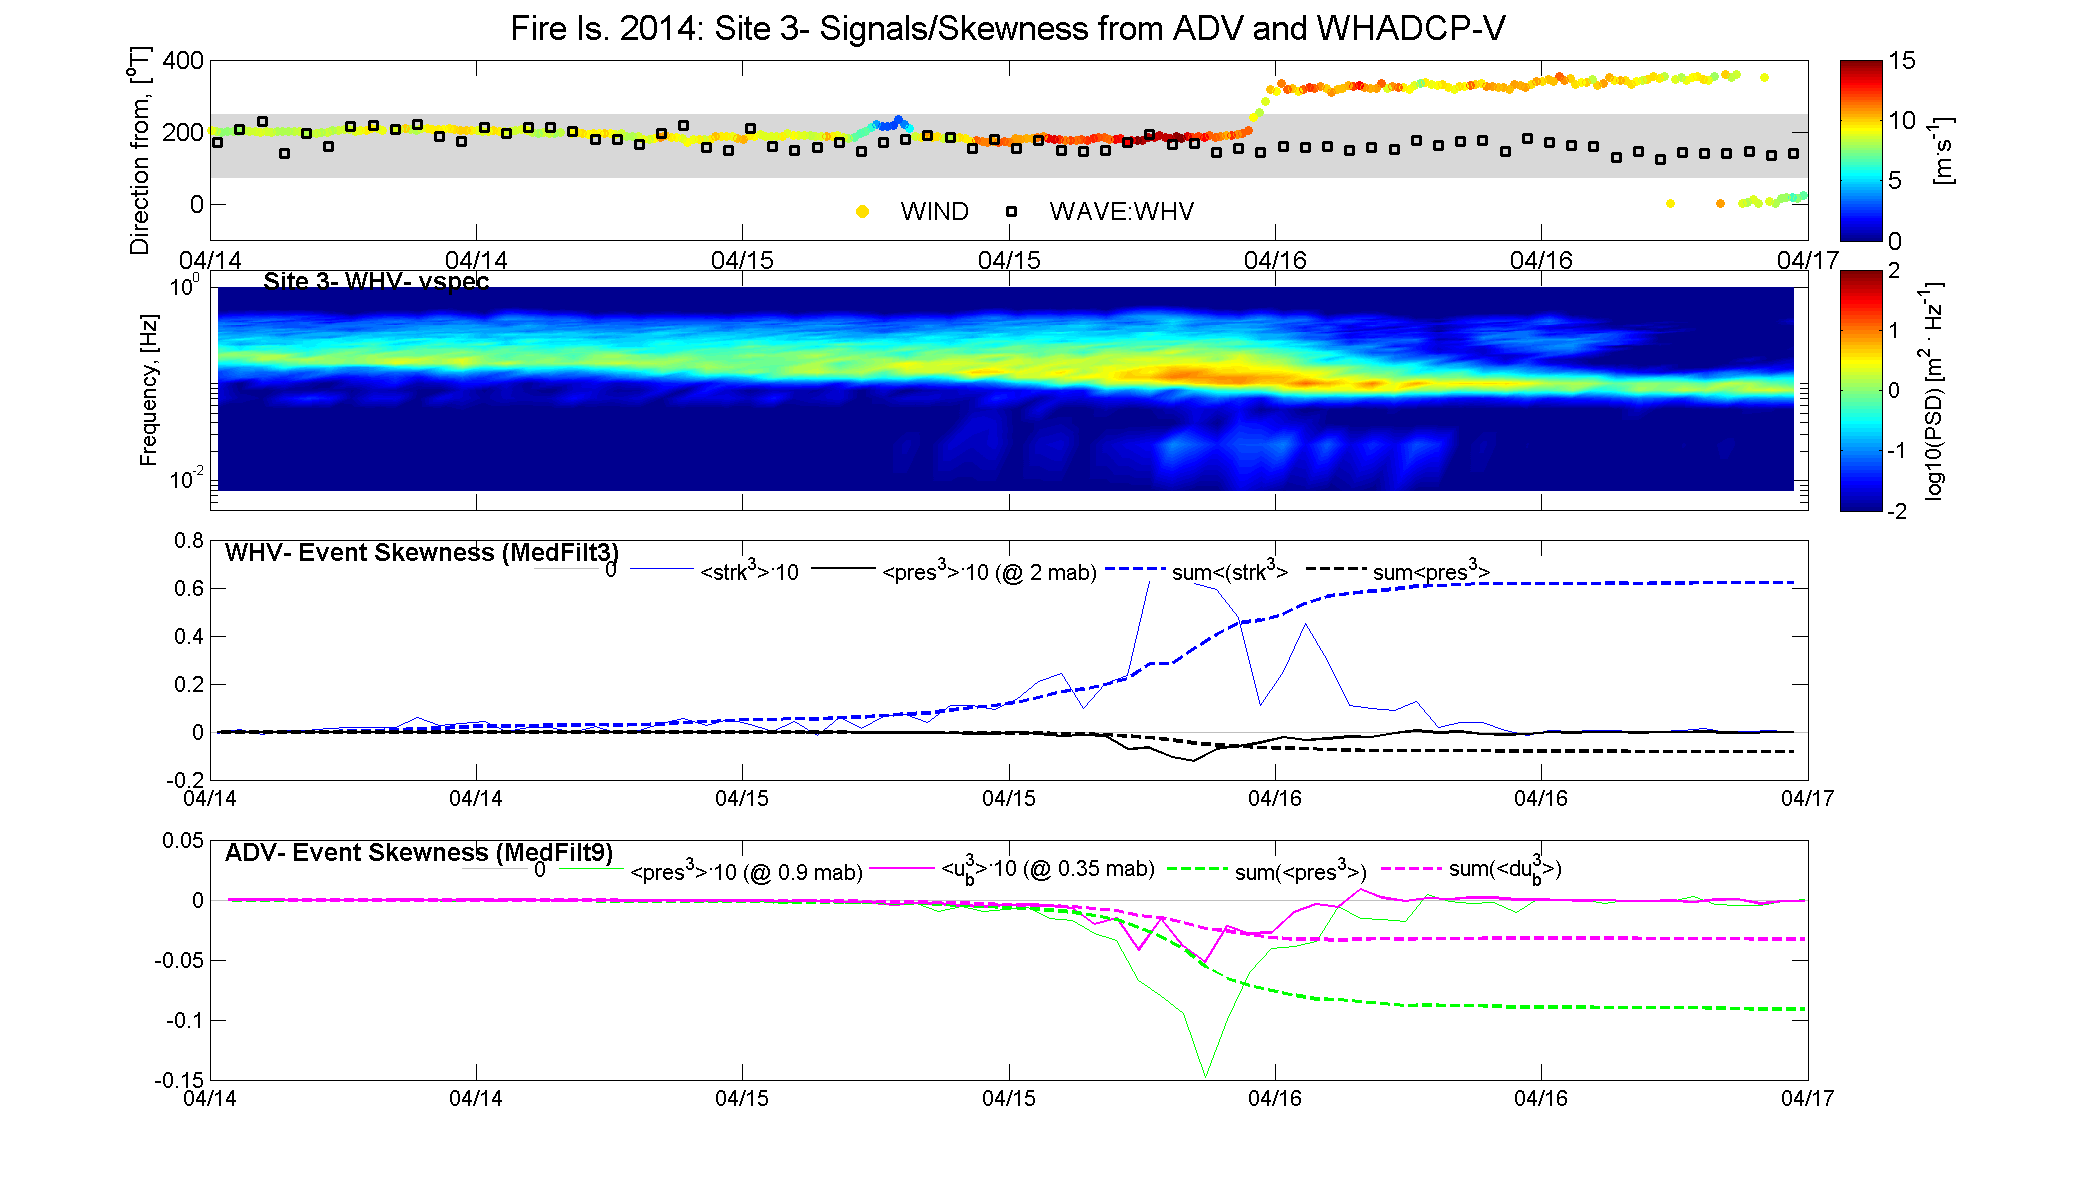 Fire Is. 2014: Site 3- Signals/Skewness from ADV and WHADCP-V
Direction from, [°T]
400
200
0
WIND
WAVE:WHV
04/14 04/14 04/15 04/15 04/16 04/16 04/17
15
10
5
0
[m·s⁻¹]
Site 3- WHV- vspec
Frequency, [Hz]
10⁰
10⁻²
2
1
0
-1
-2
log10(PSD) [m² · Hz⁻¹]
WHV- Event Skewness (MedFilt3)
0 <strk³>·10 <pres³>·10 (@ 2 mab) sum<(strk³> sum<pres³>
0.8
0.6
0.4
0.2
0
-0.2
04/14 04/14 04/15 04/15 04/16 04/16 04/17
ADV- Event Skewness (MedFilt9)
0 <pres³>·10 (@ 0.9 mab) <u_b³>·10 (@ 0.35 mab) sum(<pres³>) sum(<du_b³>)
0.05
0
-0.05
-0.1
-0.15
04/14 04/14 04/15 04/15 04/16 04/16 04/17